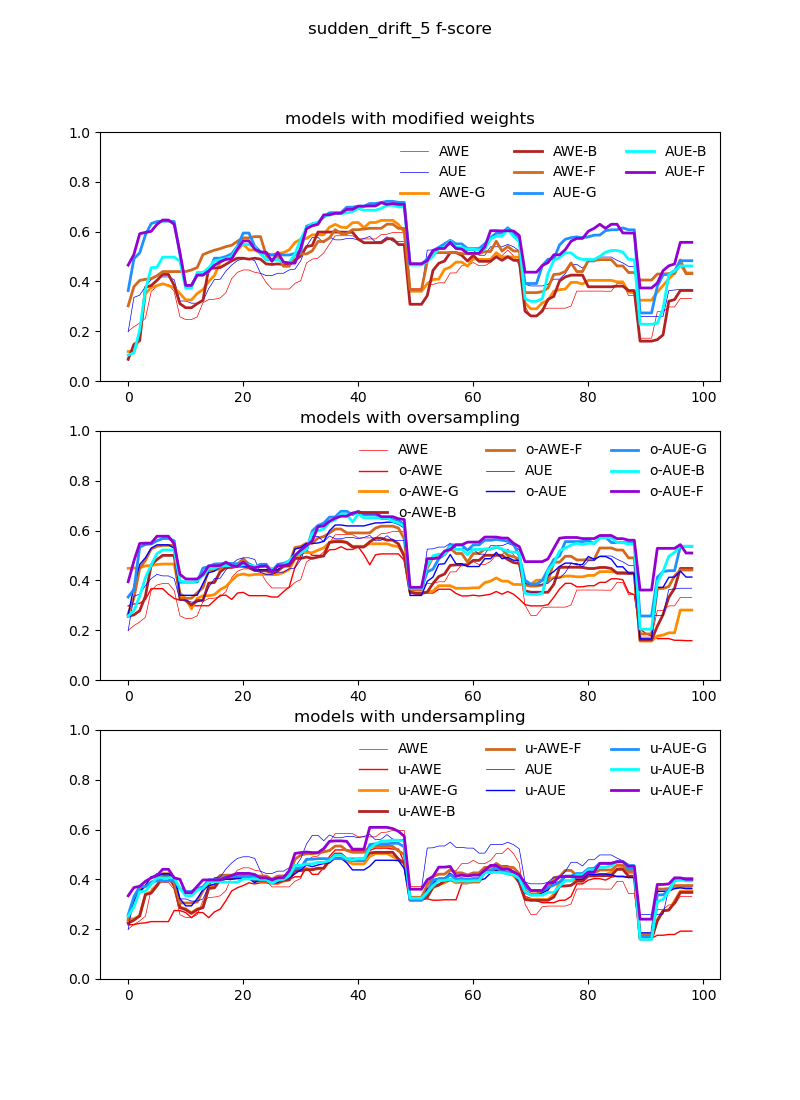 sudden_drift_5 f-score
models with modified weights
1.0
0.8
0.6
0.4
0.2
0.0
AWE AWE-B AUE-B
AUE AWE-F AUE-F
AWE-G AUE-G
0 20 40 60 80 100
models with oversampling
1.0
0.8
0.6
0.4
0.2
0.0
AWE o-AWE-F o-AUE-G
o-AWE AUE o-AUE-B
o-AWE-G o-AUE o-AUE-F
o-AWE-B
0 20 40 60 80 100
models with undersampling
1.0
0.8
0.6
0.4
0.2
0.0
AWE u-AWE-F u-AUE-G
u-AWE AUE u-AUE-B
u-AWE-G u-AUE u-AUE-F
u-AWE-B
0 20 40 60 80 100